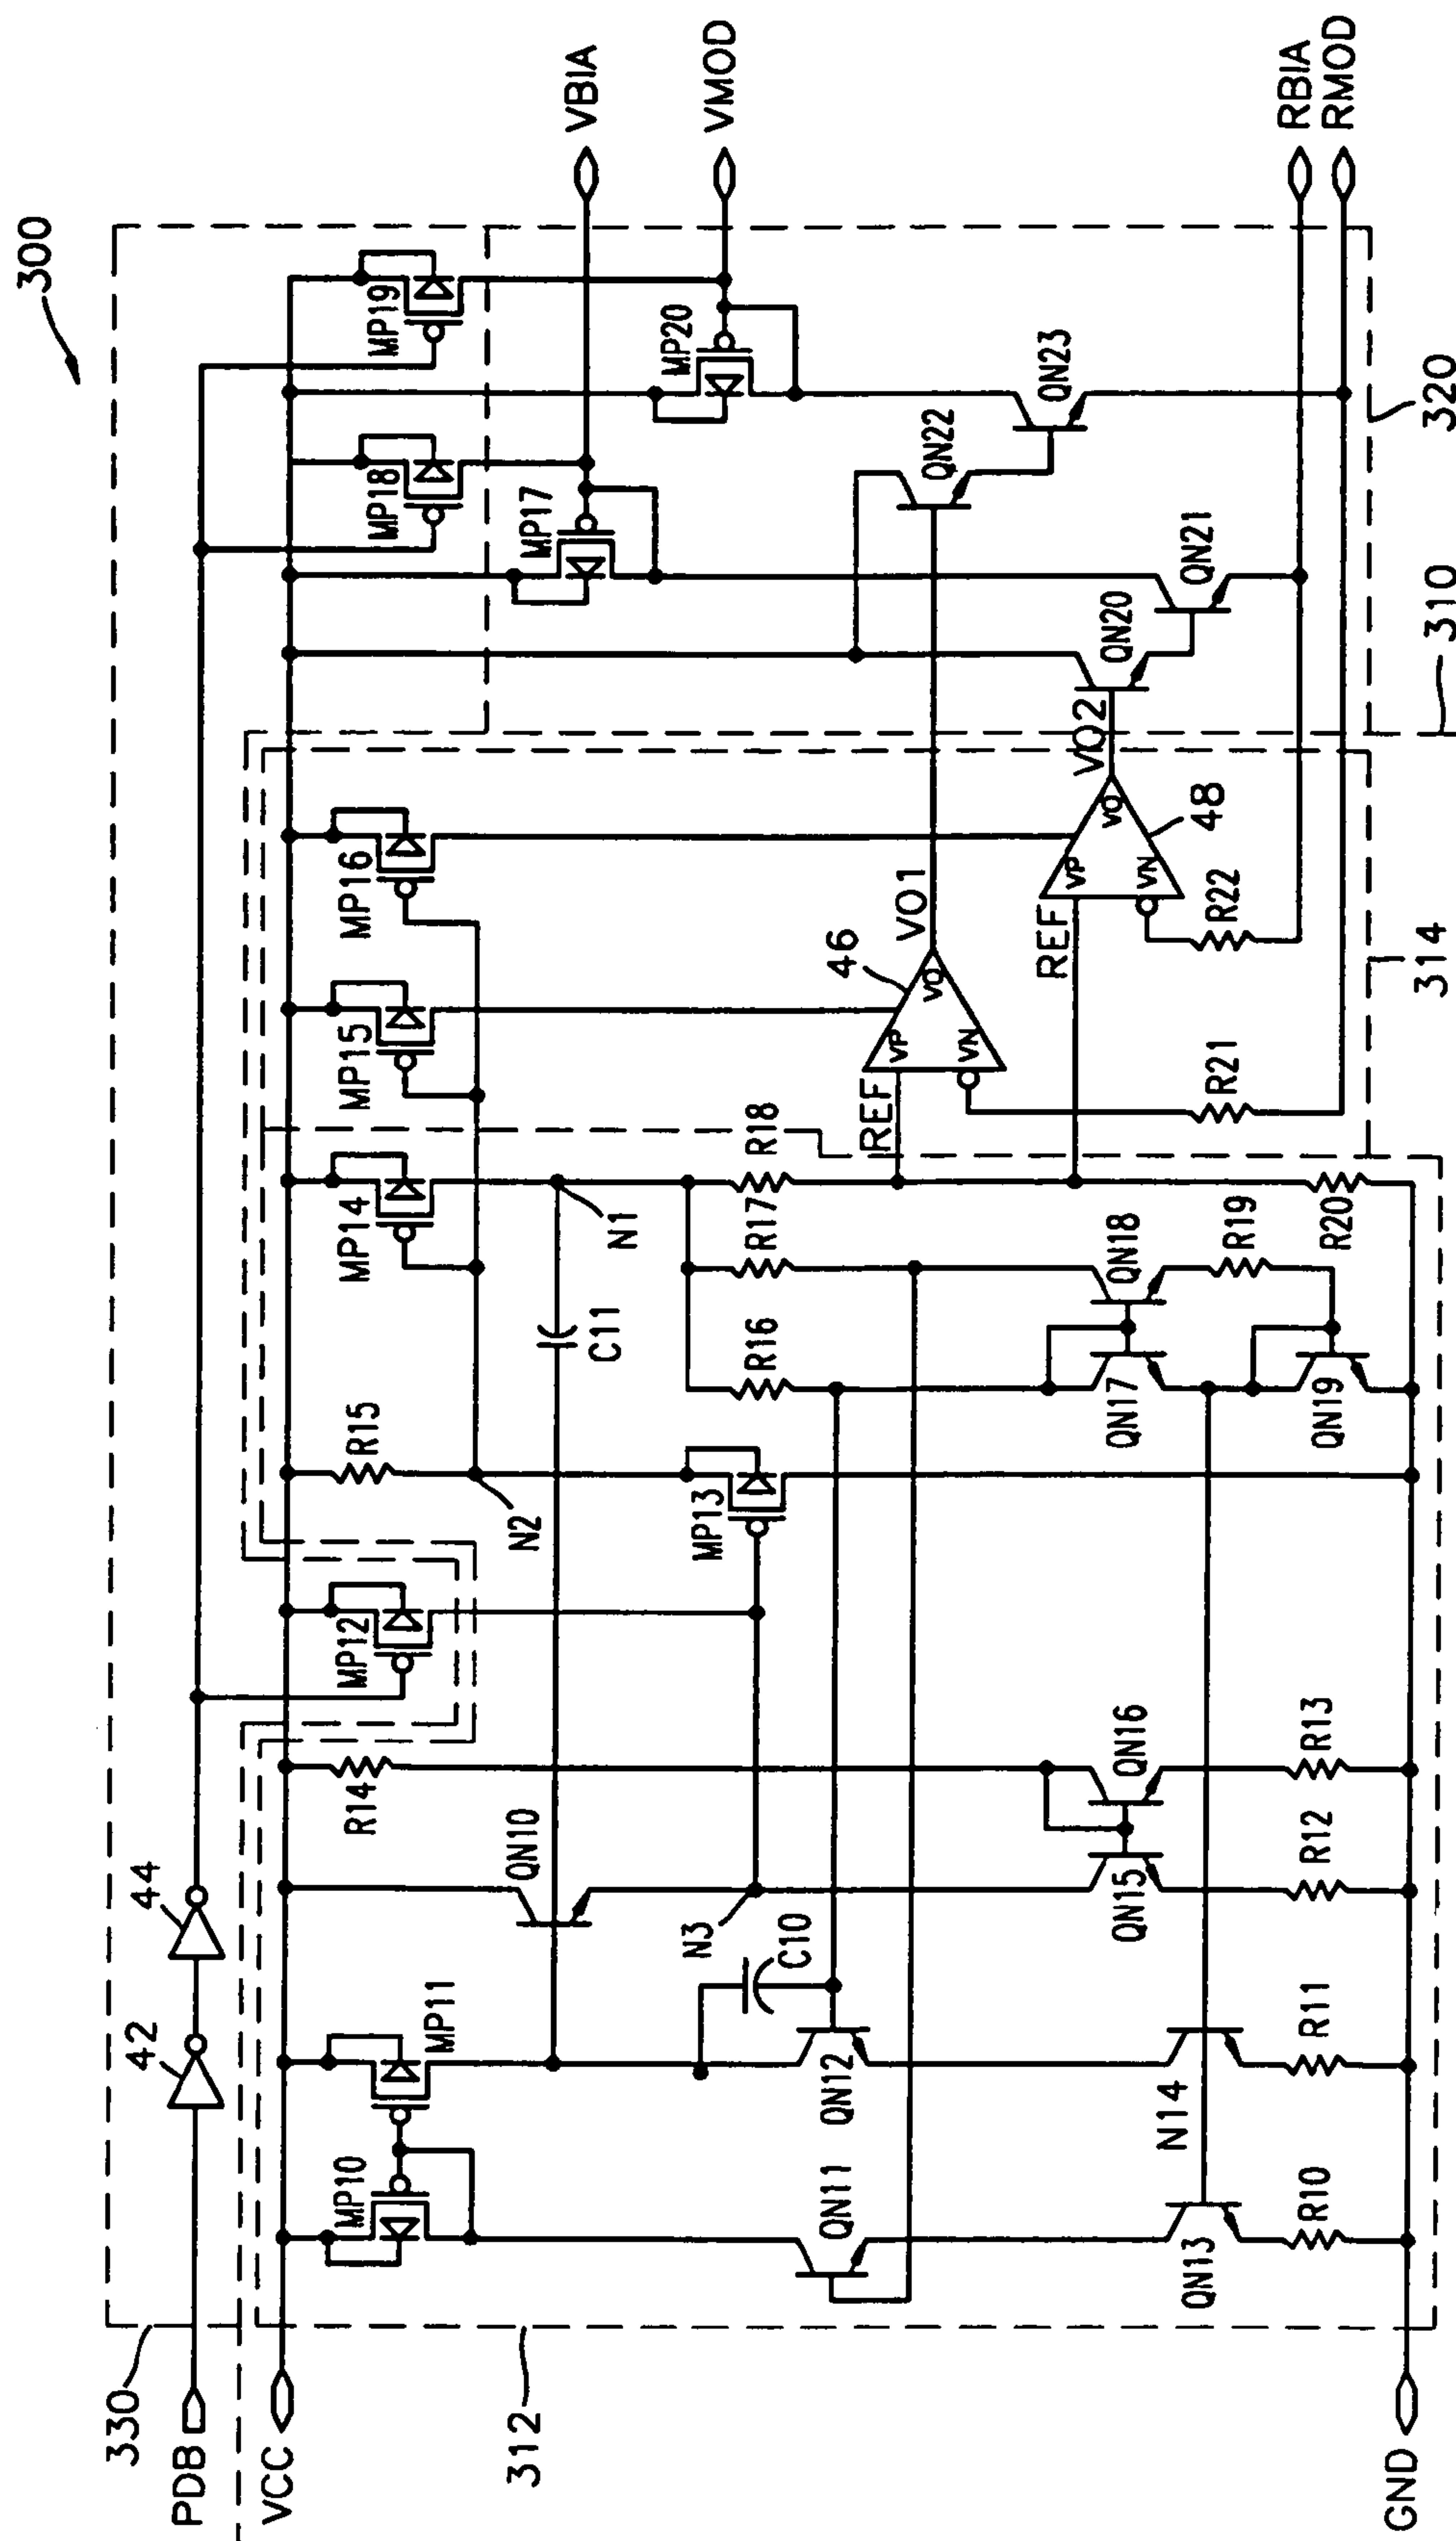 300
330
PDB
42
44
VCC
MP10
MP11
R14
MP12
R15
MP14
MP15
MP16
MP18
MP19
VBIA
VMOD
RBIA
RMOD
312
QN10
N3
C10
N2
C11
N1
MP13
MP17
MP20
QN11
QN12
R16
R17
R18
REF
VP
VN
VO
46
VO1
REF
VP
VN
VO
48
VO2
QN20
QN21
QN22
QN23
QN13
N14
QN15
QN16
QN17
QN18
QN19
R10
R11
R12
R13
R19
R20
R21
R22
GND
314
310
320